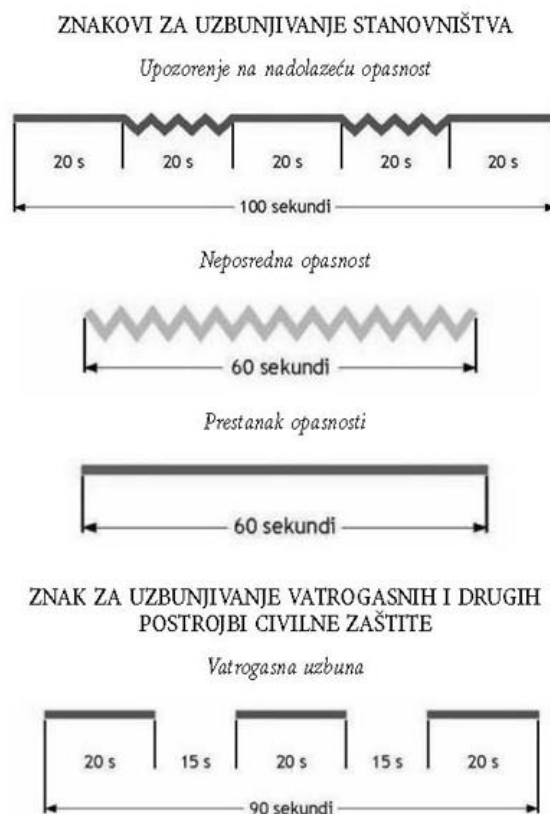 ZNAKOVI ZA UZBUNJIVANJE STANOVNIŠTVA
Upozorenje na nadolazeću opasnost
20 s 20 s 20 s 20 s 20 s
100 sekundi
Neposredna opasnost
60 sekundi
Prestanak opasnosti
60 sekundi
ZNAK ZA UZBUNJIVANJE VATROGASNIH I DRUGIH
POSTROJBI CIVILNE ZAŠTITE
Vatrogasna uzbuna
20 s 15 s 20 s 15 s 20 s
90 sekundi